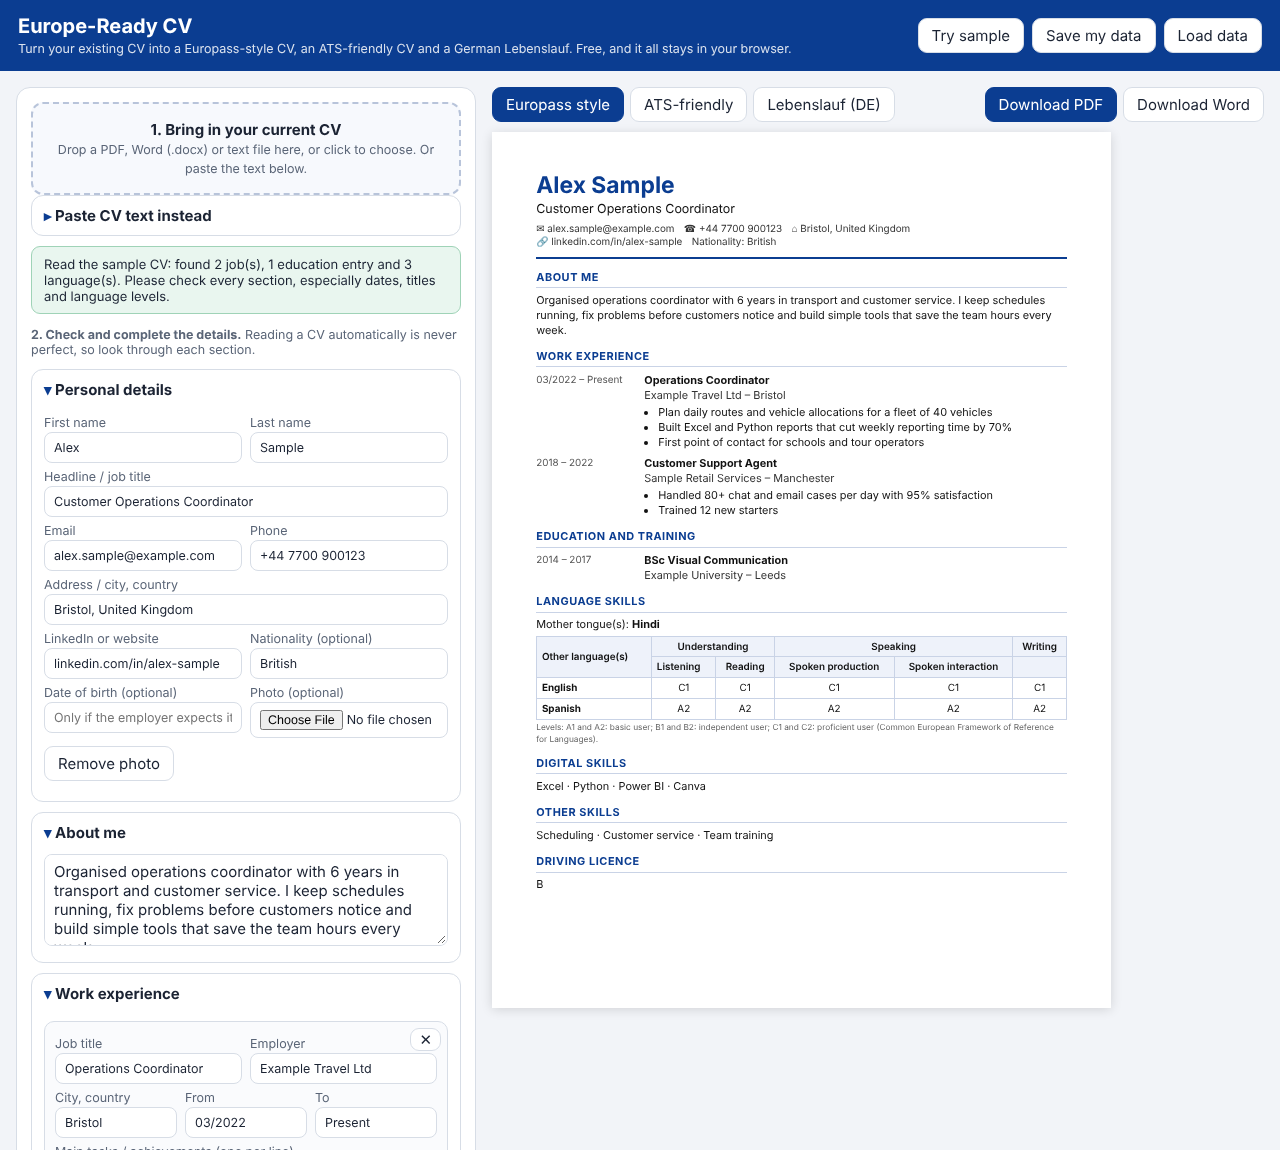 Europe-Ready CV
Turn your existing CV into a Europass-style CV, an ATS-friendly CV and a German Lebenslauf. Free, and it all stays in your browser.
Try sample
Save my data
Load data
1. Bring in your current CV
Drop a PDF, Word (.docx) or text file here, or click to choose. Or
paste the text below.
▸ Paste CV text instead
Read the sample CV: found 2 job(s), 1 education entry and 3
language(s). Please check every section, especially dates, titles
and language levels.
2. Check and complete the details. Reading a CV automatically is never
perfect, so look through each section.
▾ Personal details
First name
Last name
Alex
Sample
Headline / job title
Customer Operations Coordinator
Email
Phone
alex.sample@example.com
+44 7700 900123
Address / city, country
Bristol, United Kingdom
LinkedIn or website
Nationality (optional)
linkedin.com/in/alex-sample
British
Date of birth (optional)
Photo (optional)
Only if the employer expects it
Choose File No file chosen
Remove photo
▾ About me
Organised operations coordinator with 6 years in
transport and customer service. I keep schedules
running, fix problems before customers notice and
build simple tools that save the team hours every
▾ Work experience
✕
Job title
Employer
Operations Coordinator
Example Travel Ltd
City, country
From
To
Bristol
03/2022
Present
Main tasks / achievements (one per line)
Europass style
ATS-friendly
Lebenslauf (DE)
Download PDF
Download Word
Alex Sample
Customer Operations Coordinator
✉ alex.sample@example.com ☎ +44 7700 900123 ⌂ Bristol, United Kingdom
🔗 linkedin.com/in/alex-sample Nationality: British
ABOUT ME
Organised operations coordinator with 6 years in transport and customer service. I keep schedules
running, fix problems before customers notice and build simple tools that save the team hours every
week.
WORK EXPERIENCE
03/2022 – Present
Operations Coordinator
Example Travel Ltd – Bristol
• Plan daily routes and vehicle allocations for a fleet of 40 vehicles
• Built Excel and Python reports that cut weekly reporting time by 70%
• First point of contact for schools and tour operators
2018 – 2022
Customer Support Agent
Sample Retail Services – Manchester
• Handled 80+ chat and email cases per day with 95% satisfaction
• Trained 12 new starters
EDUCATION AND TRAINING
2014 – 2017
BSc Visual Communication
Example University – Leeds
LANGUAGE SKILLS
Mother tongue(s): Hindi
Other language(s) Understanding Speaking Writing
Listening Reading Spoken production Spoken interaction
English C1 C1 C1 C1 C1
Spanish A2 A2 A2 A2 A2
Levels: A1 and A2: basic user; B1 and B2: independent user; C1 and C2: proficient user (Common European Framework of Reference
for Languages).
DIGITAL SKILLS
Excel · Python · Power BI · Canva
OTHER SKILLS
Scheduling · Customer service · Team training
DRIVING LICENCE
B